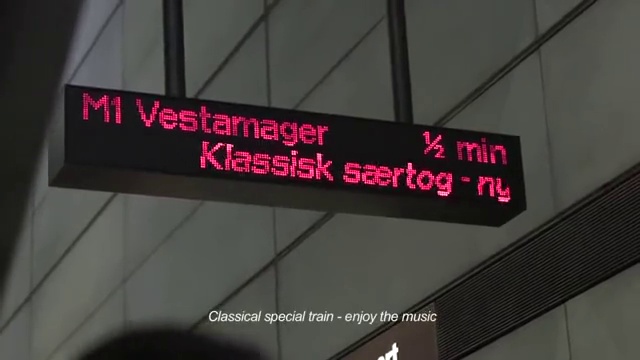 M1 Vestamager ½ min
Klassisk særtog - ny
Classical special train - enjoy the music